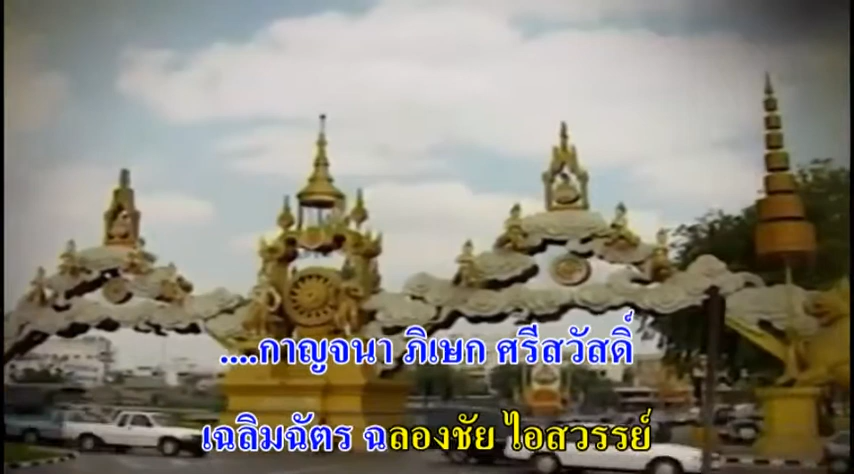 ....กาญจนา ภิเษก ศรีสวัสดิ์
เฉลิมฉัตร ฉลองชัย ไอสวรรย์